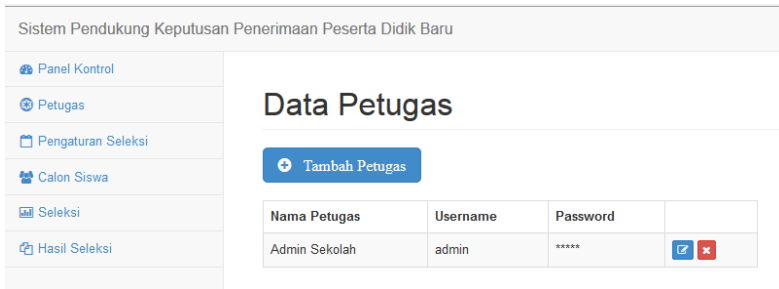 Sistem Pendukung Keputusan Penerimaan Peserta Didik Baru
Panel Kontrol
Petugas
Pengaturan Seleksi
Calon Siswa
Seleksi
Hasil Seleksi
Data Petugas
Tambah Petugas
Nama Petugas Username Password
Admin Sekolah admin *****